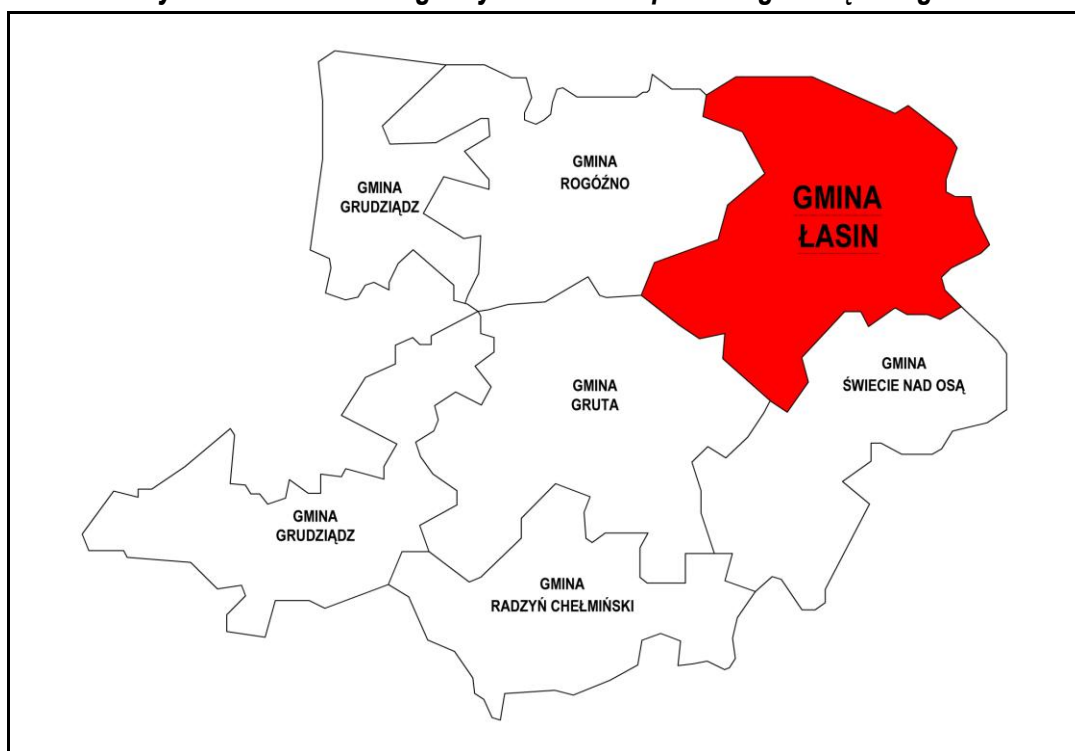 GMINA
ROGÓŹNO
GMINA
GRUDZIĄDZ
GMINA
ŁASIN
GMINA
ŚWIECIE NAD OSĄ
GMINA
GRUTA
GMINA
GRUDZIĄDZ
GMINA
RADZYŃ CHEŁMIŃSKI